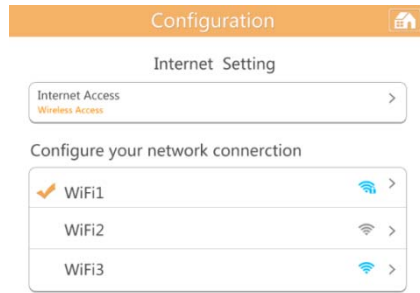 Configuration
Internet Setting
Internet Access
Wireless Access
Configure your network connerction
WiFi1
WiFi2
WiFi3